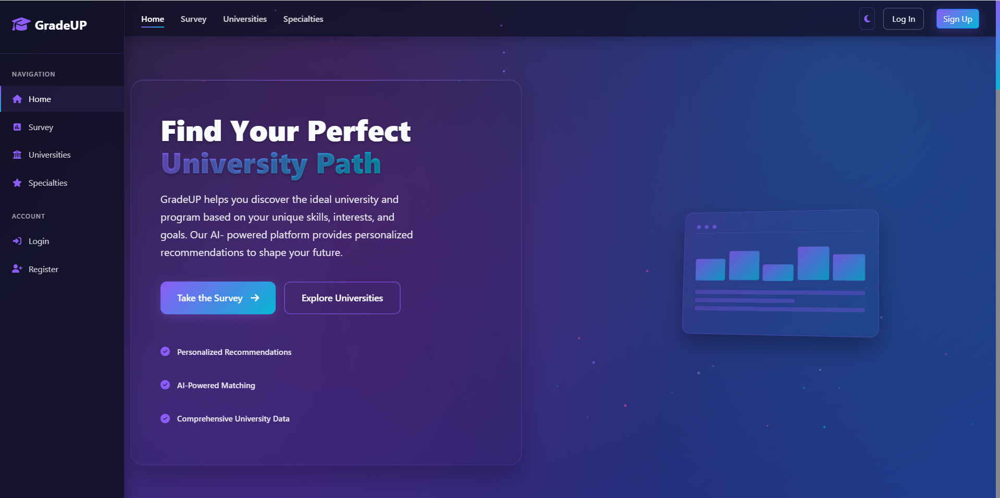 GradeUP
Home
Survey
Universities
Specialties
Log In
Sign Up
NAVIGATION
Home
Survey
Universities
Specialties
ACCOUNT
Login
Register
Find Your Perfect
University Path
GradeUP helps you discover the ideal university and
program based on your unique skills, interests, and
goals. Our AI- powered platform provides personalized
recommendations to shape your future.
Take the Survey
Explore Universities
Personalized Recommendations
AI-Powered Matching
Comprehensive University Data